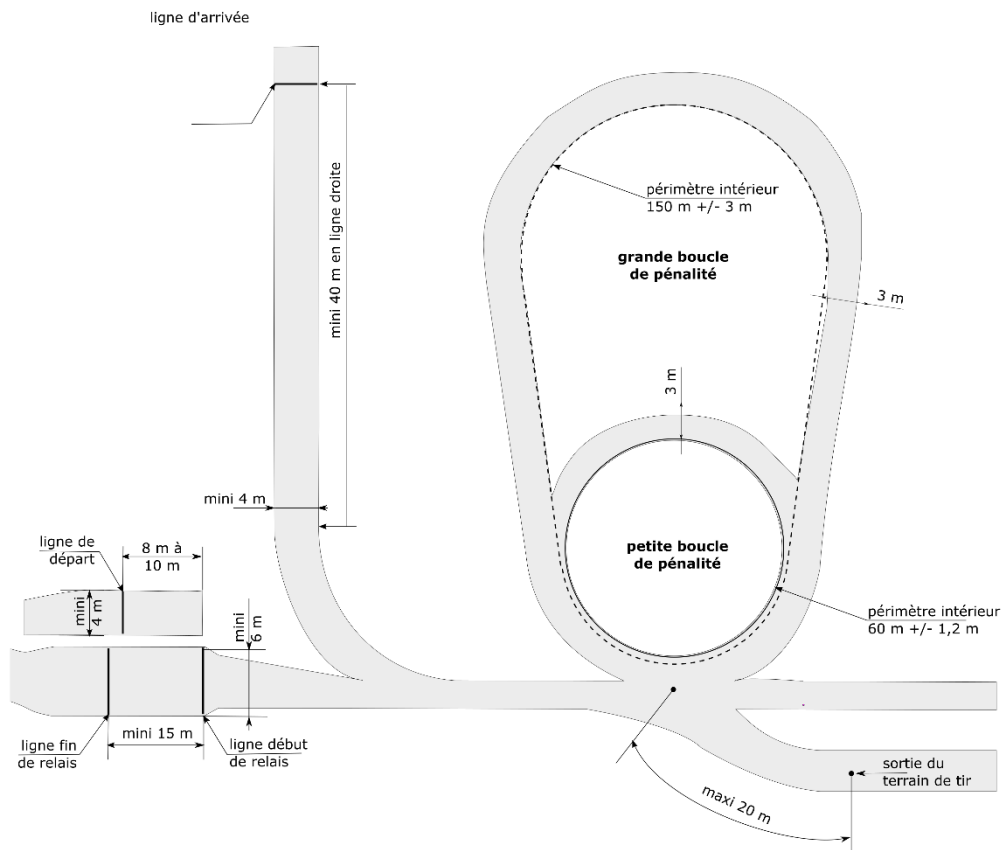 ligne d'arrivée
mini 40 m en ligne droite
périmètre intérieur
150 m +/- 3 m
grande boucle
de pénalité
3 m
3 m
mini 4 m
petite boucle
de pénalité
périmètre intérieur
60 m +/- 1,2 m
ligne de
départ
8 m à
10 m
mini
4 m
mini
6 m
ligne fin
de relais
mini 15 m
ligne début
de relais
maxi 20 m
sortie du
terrain de tir